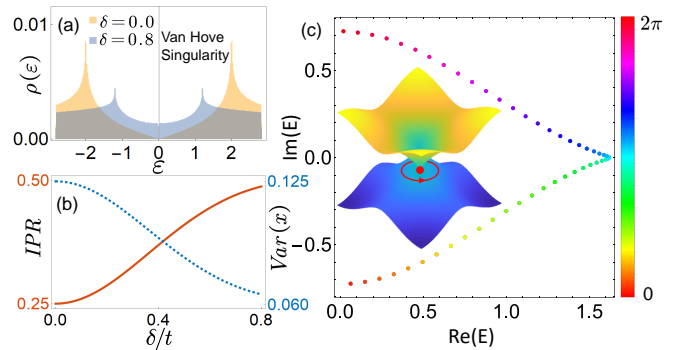 (a)
δ = 0.0
δ = 0.8
Van Hove
Singularity
0.01
0.00
ρ(ε)
−2
−1
0
1
2
ε
(b)
0.50
0.25
IPR
0.125
0.060
Var(x)
0.0
0.4
0.8
δ/t
(c)
0.5
0.0
−0.5
Im(E)
0.0
0.5
1.0
1.5
Re(E)
2π
0